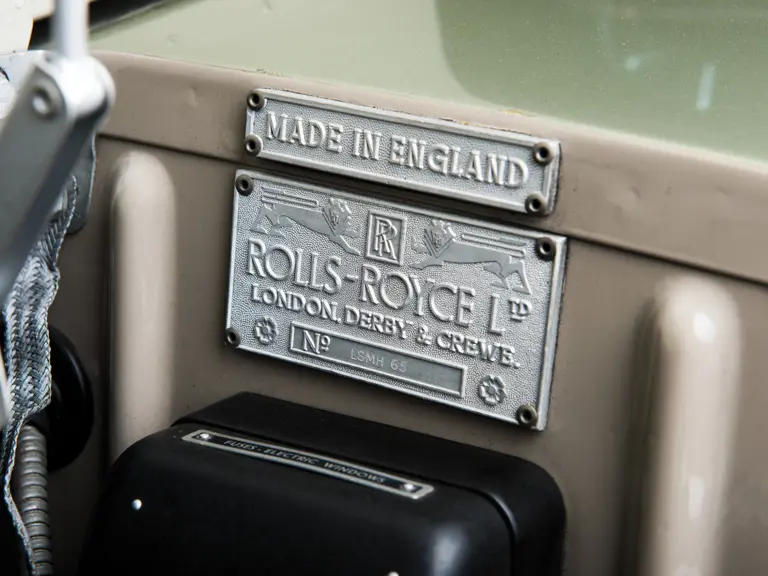 MADE IN ENGLAND
RR
ROLLS-ROYCE LTD
LONDON, DERBY & CREWE.
Nº LSMH 65
FUSES-ELECTRIC WINDOWS